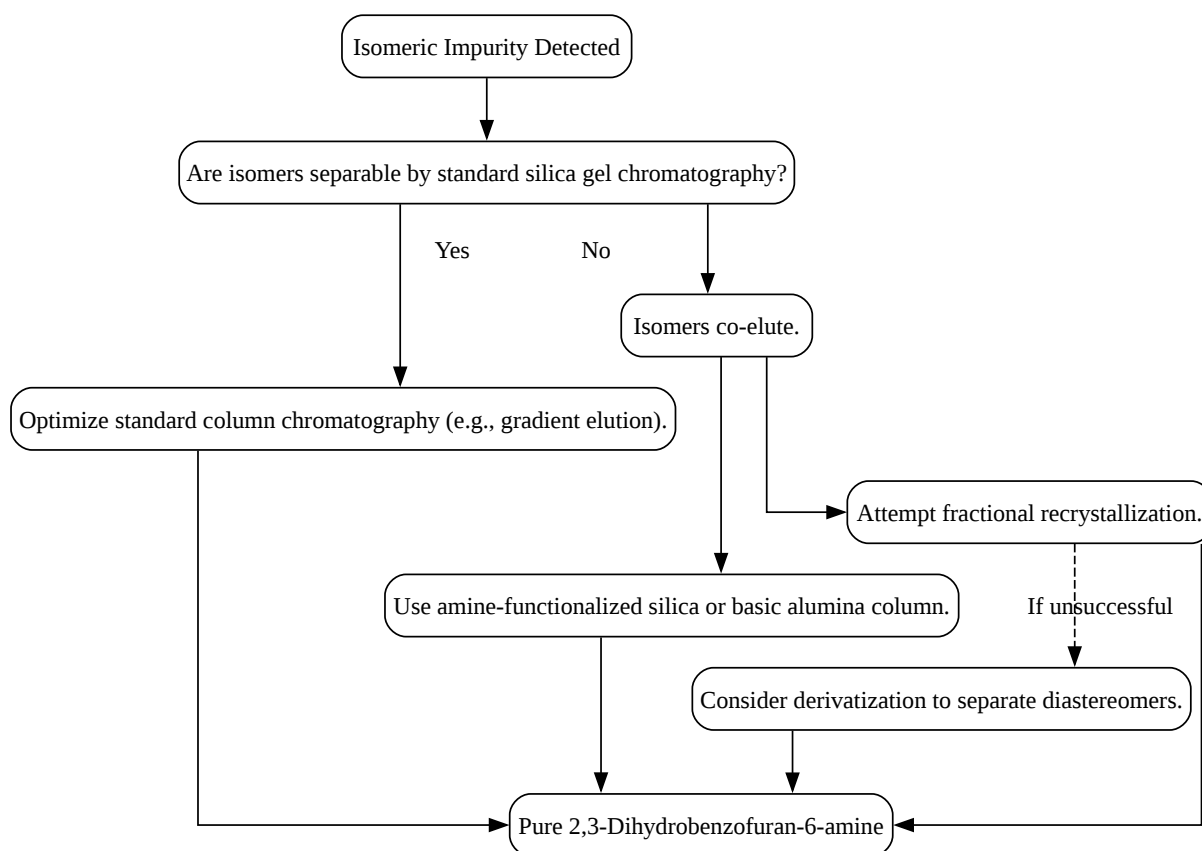 Isomeric Impurity Detected
Are isomers separable by standard silica gel chromatography?
Yes
No
Isomers co-elute.
Optimize standard column chromatography (e.g., gradient elution).
Attempt fractional recrystallization.
Use amine-functionalized silica or basic alumina column.
If unsuccessful
Consider derivatization to separate diastereomers.
Pure 2,3-Dihydrobenzofuran-6-amine